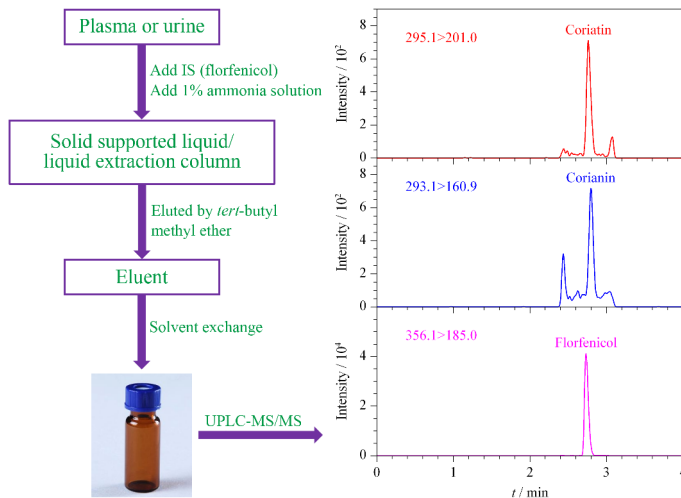 Plasma or urine
Add IS (florfenicol)
Add 1% ammonia solution
Solid supported liquid/
liquid extraction column
Eluted by tert-butyl
methyl ether
Eluent
Solvent exchange
UPLC-MS/MS
295.1>201.0
Coriatin
Intensity / 10²
8
6
4
2
0
293.1>160.9
Corianin
Intensity / 10²
8
6
4
2
0
356.1>185.0
Florfenicol
Intensity / 10⁴
4
2
0
0 1 2 3 4
t / min